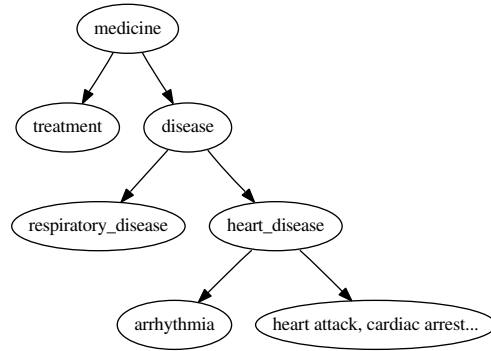 medicine
treatment
disease
respiratory_disease
heart_disease
arrhythmia
heart attack, cardiac arrest...